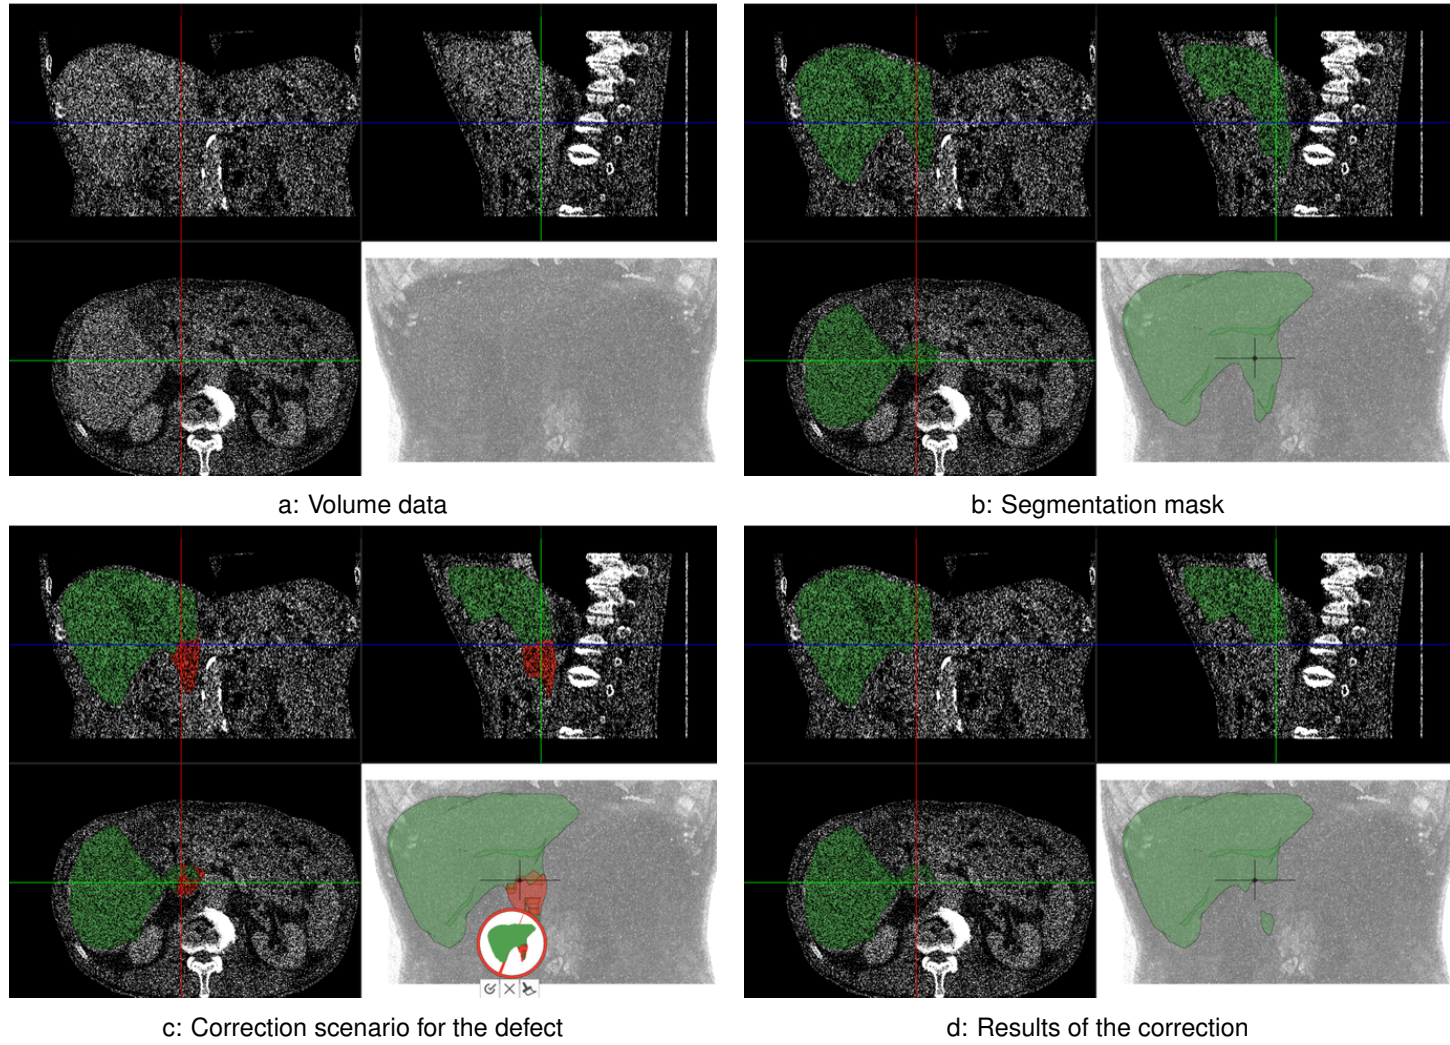 a: Volume data
b: Segmentation mask
c: Correction scenario for the defect
d: Results of the correction